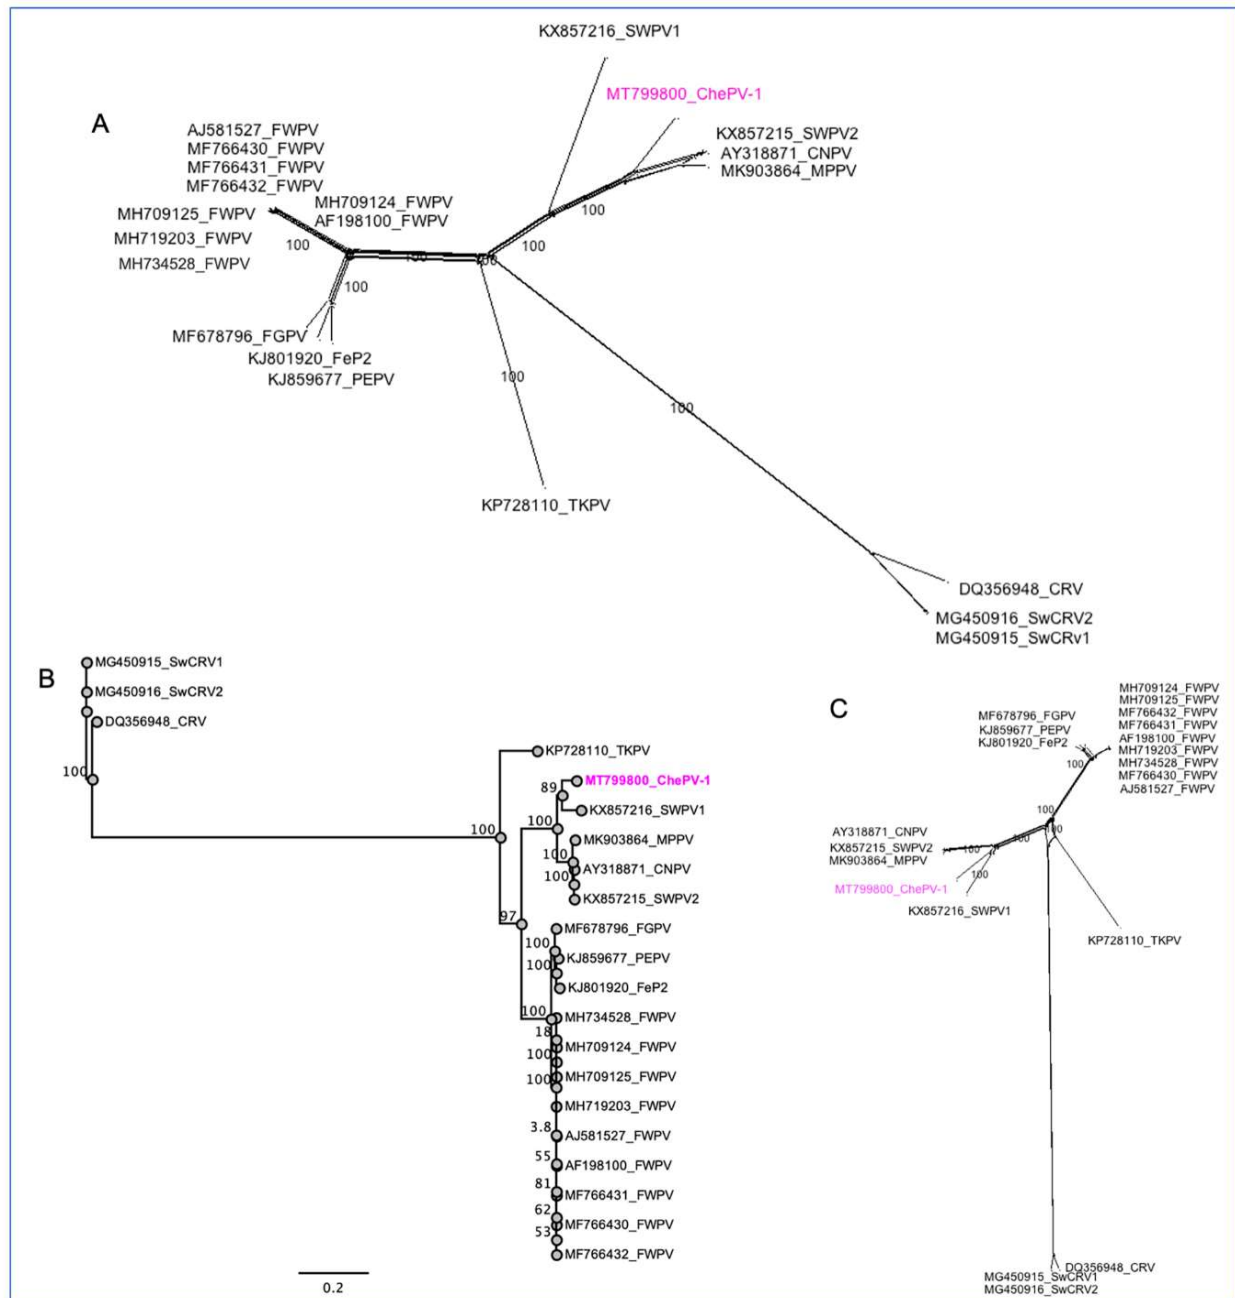 KX857216_SWPV1
MT799800_ChePV-1
A
KX857215_SWPV2
AY318871_CNPV
MK903864_MPPV
AJ581527_FWPV
MF766430_FWPV
MF766431_FWPV
MF766432_FWPV
MH709124_FWPV
AF198100_FWPV
MH709125_FWPV
MH719203_FWPV
MH734528_FWPV
100
100
100
100
100
100
MF678796_FGPV
KJ801920_FeP2
KJ859677_PEPV
100
100
KP728110_TKPV
DQ356948_CRV
MG450916_SwCRV2
MG450915_SwCRv1
B
MG450915_SwCRV1
MG450916_SwCRV2
DQ356948_CRV
100
KP728110_TKPV
MT799800_ChePV-1
89
KX857216_SWPV1
100
100
MK903864_MPPV
100
AY318871_CNPV
100
KX857215_SWPV2
97
MF678796_FGPV
100
KJ859677_PEPV
100
KJ801920_FeP2
100
MH734528_FWPV
18
MH709124_FWPV
100
MH709125_FWPV
100
MH719203_FWPV
3.8
AJ581527_FWPV
55
AF198100_FWPV
81
MF766431_FWPV
62
MF766430_FWPV
53
MF766432_FWPV
0.2
C
MH709124_FWPV
MH709125_FWPV
MF766432_FWPV
MF766431_FWPV
AF198100_FWPV
MH719203_FWPV
MH734528_FWPV
MF766430_FWPV
AJ581527_FWPV
MF678796_FGPV
KJ859677_PEPV
KJ801920_FeP2
100
100
100
100
AY318871_CNPV
KX857215_SWPV2
MK903864_MPPV
100
100
MT799800_ChePV-1
KX857216_SWPV1
KP728110_TKPV
DQ356948_CRV
MG450915_SwCRV1
MG450916_SwCRV2